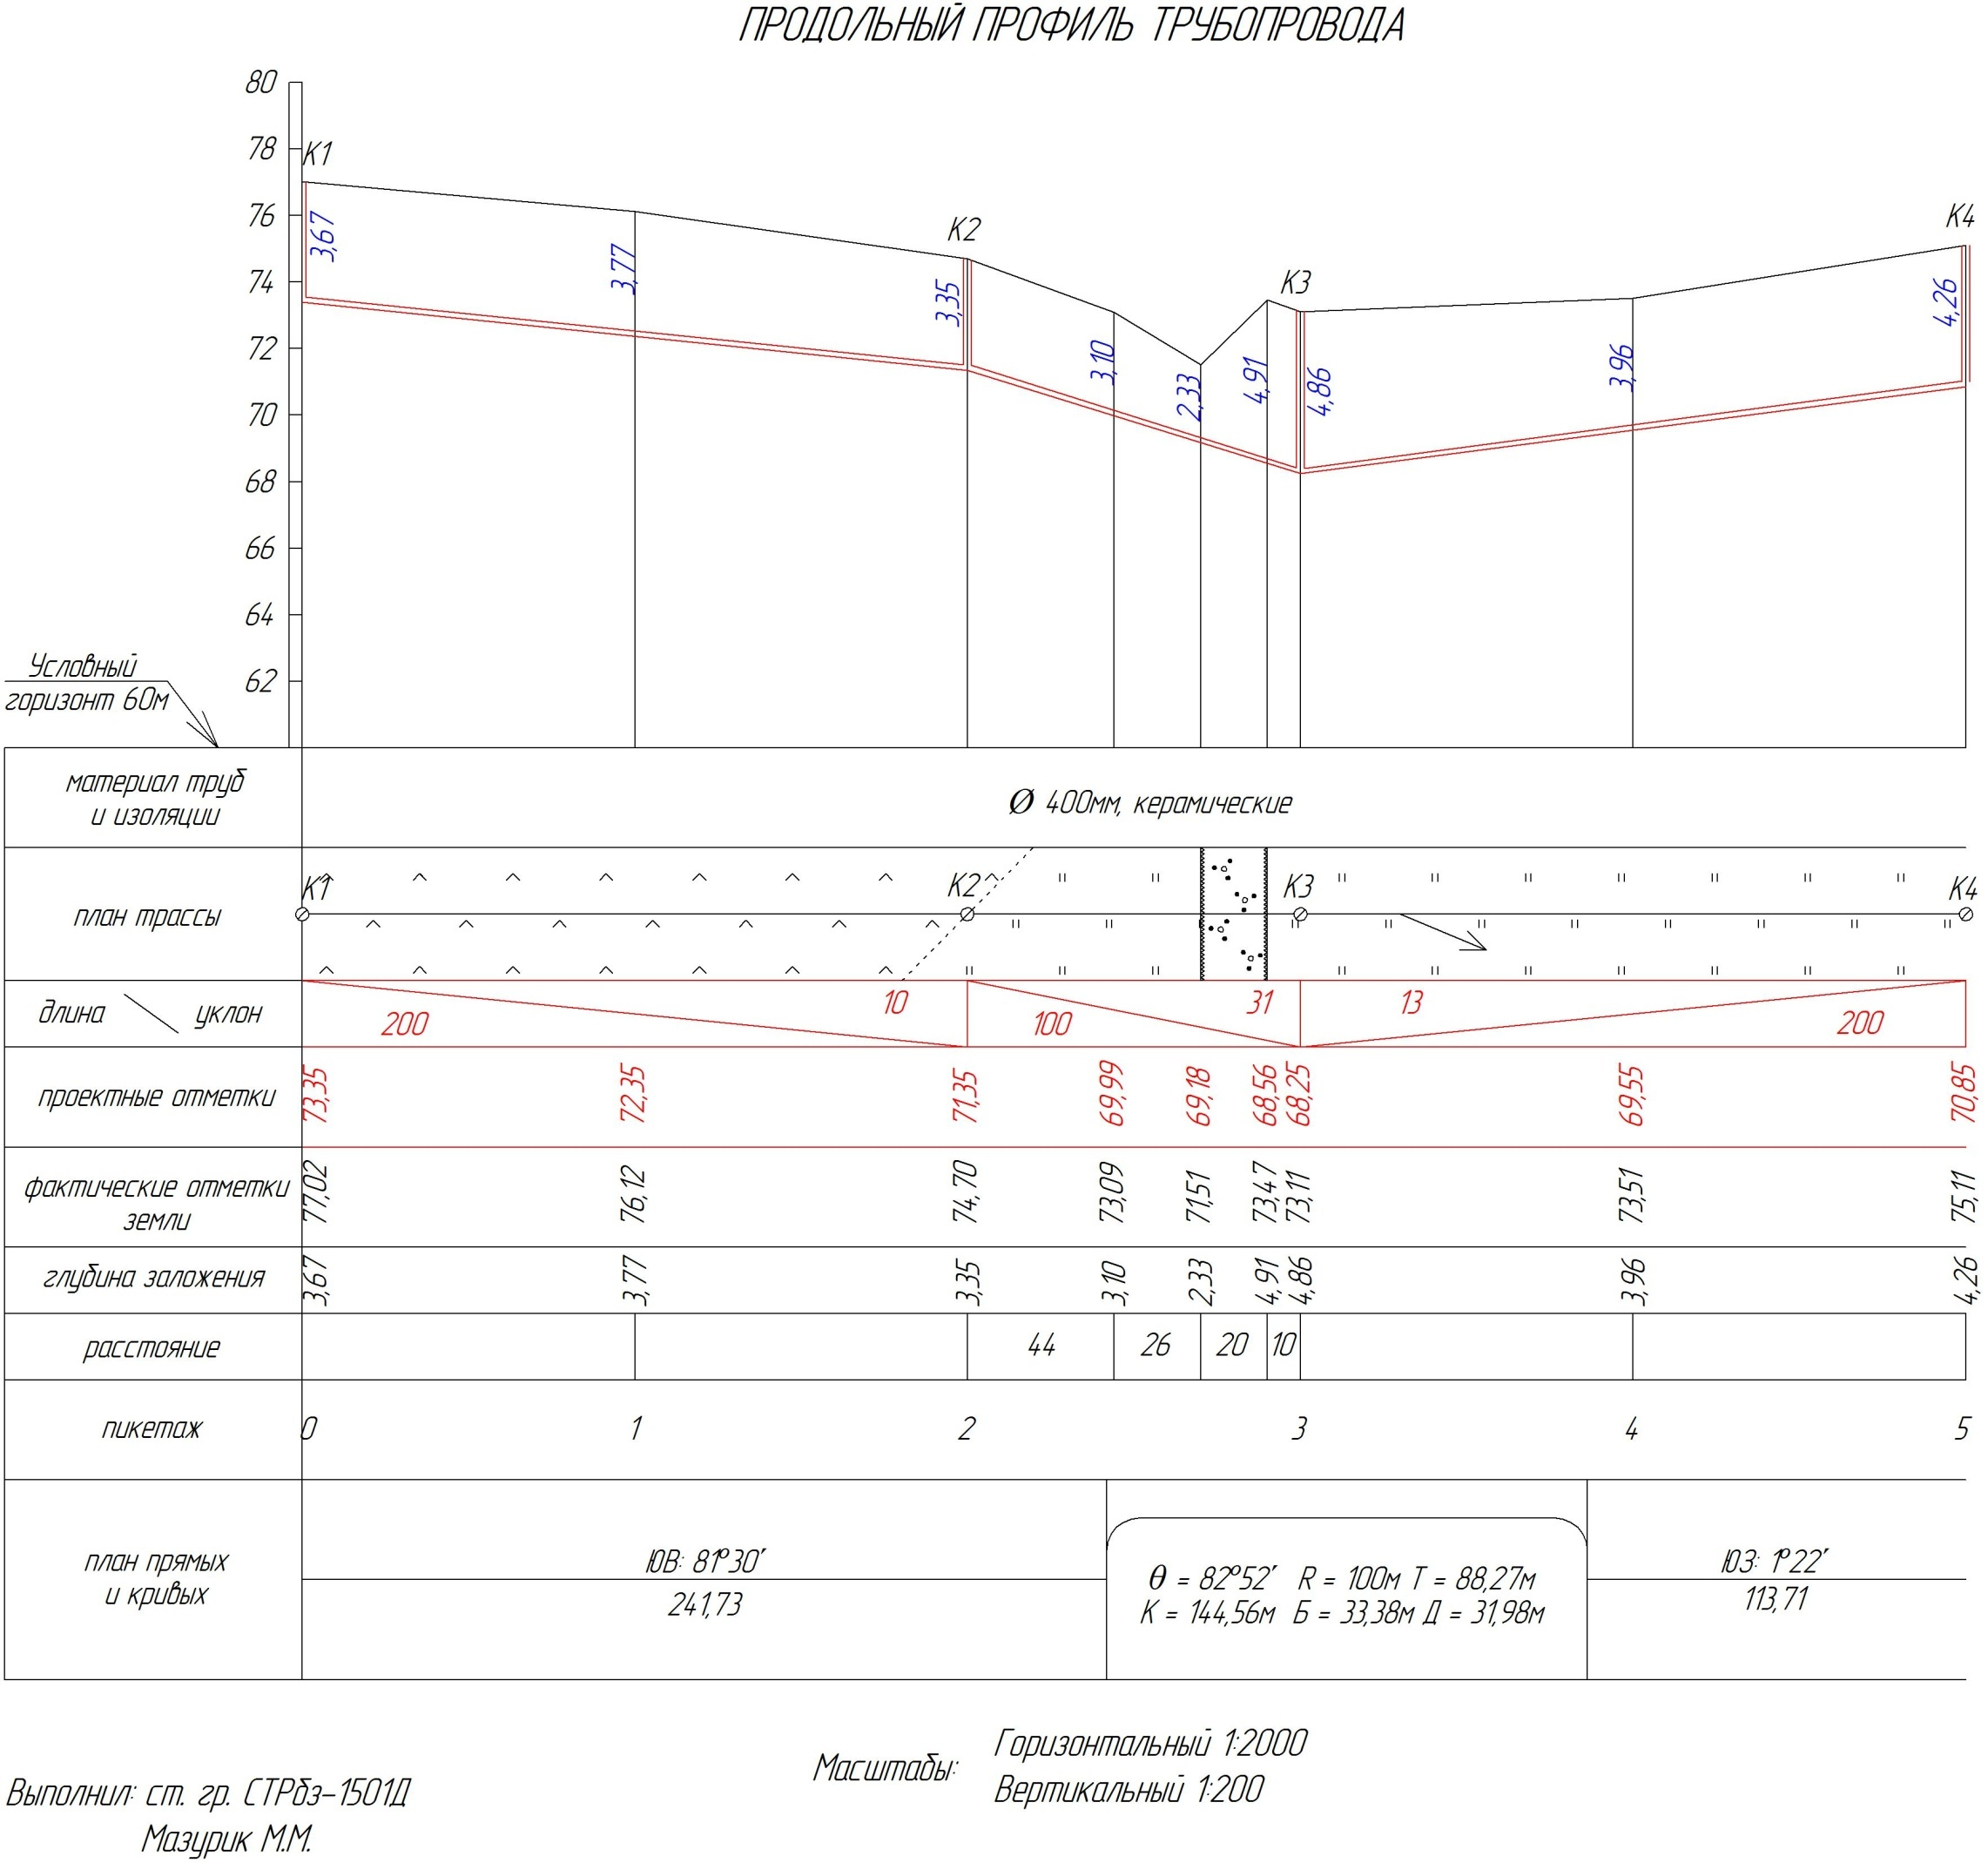 ПРОДОЛЬНЫЙ ПРОФИЛЬ ТРУБОПРОВОДА
80
78
76
74
72
70
68
66
64
62
К1
К2
К3
К4
3,67
3,77
3,35
3,10
2,33
4,91
4,86
3,96
4,26
Условный
горизонт 60м
материал труб
и изоляции
Ø 400мм, керамические
план трассы
К1
К2
К3
К4
длина уклон
200 10 100 31 13 200
проектные отметки
73,35 72,35 71,35 69,99 69,18 68,56 68,25 69,55 70,85
фактические отметки
земли
77,02 76,12 74,70 73,09 71,51 73,47 73,11 73,51 75,11
глубина заложения
3,67 3,77 3,35 3,10 2,33 4,91 4,86 3,96 4,26
расстояние
44 26 20 10
пикетаж
0 1 2 3 4 5
план прямых
и кривых
ЮВ: 81°30′
241,73
θ = 82°52′ R = 100м Т = 88,27м
К = 144,56м Б = 33,38м Д = 31,98м
ЮЗ: 1°22′
113,71
Масштабы:
Горизонтальный 1:2000
Вертикальный 1:200
Выполнил: ст. гр. СТРбз-1501Д
Мазурик М.М.